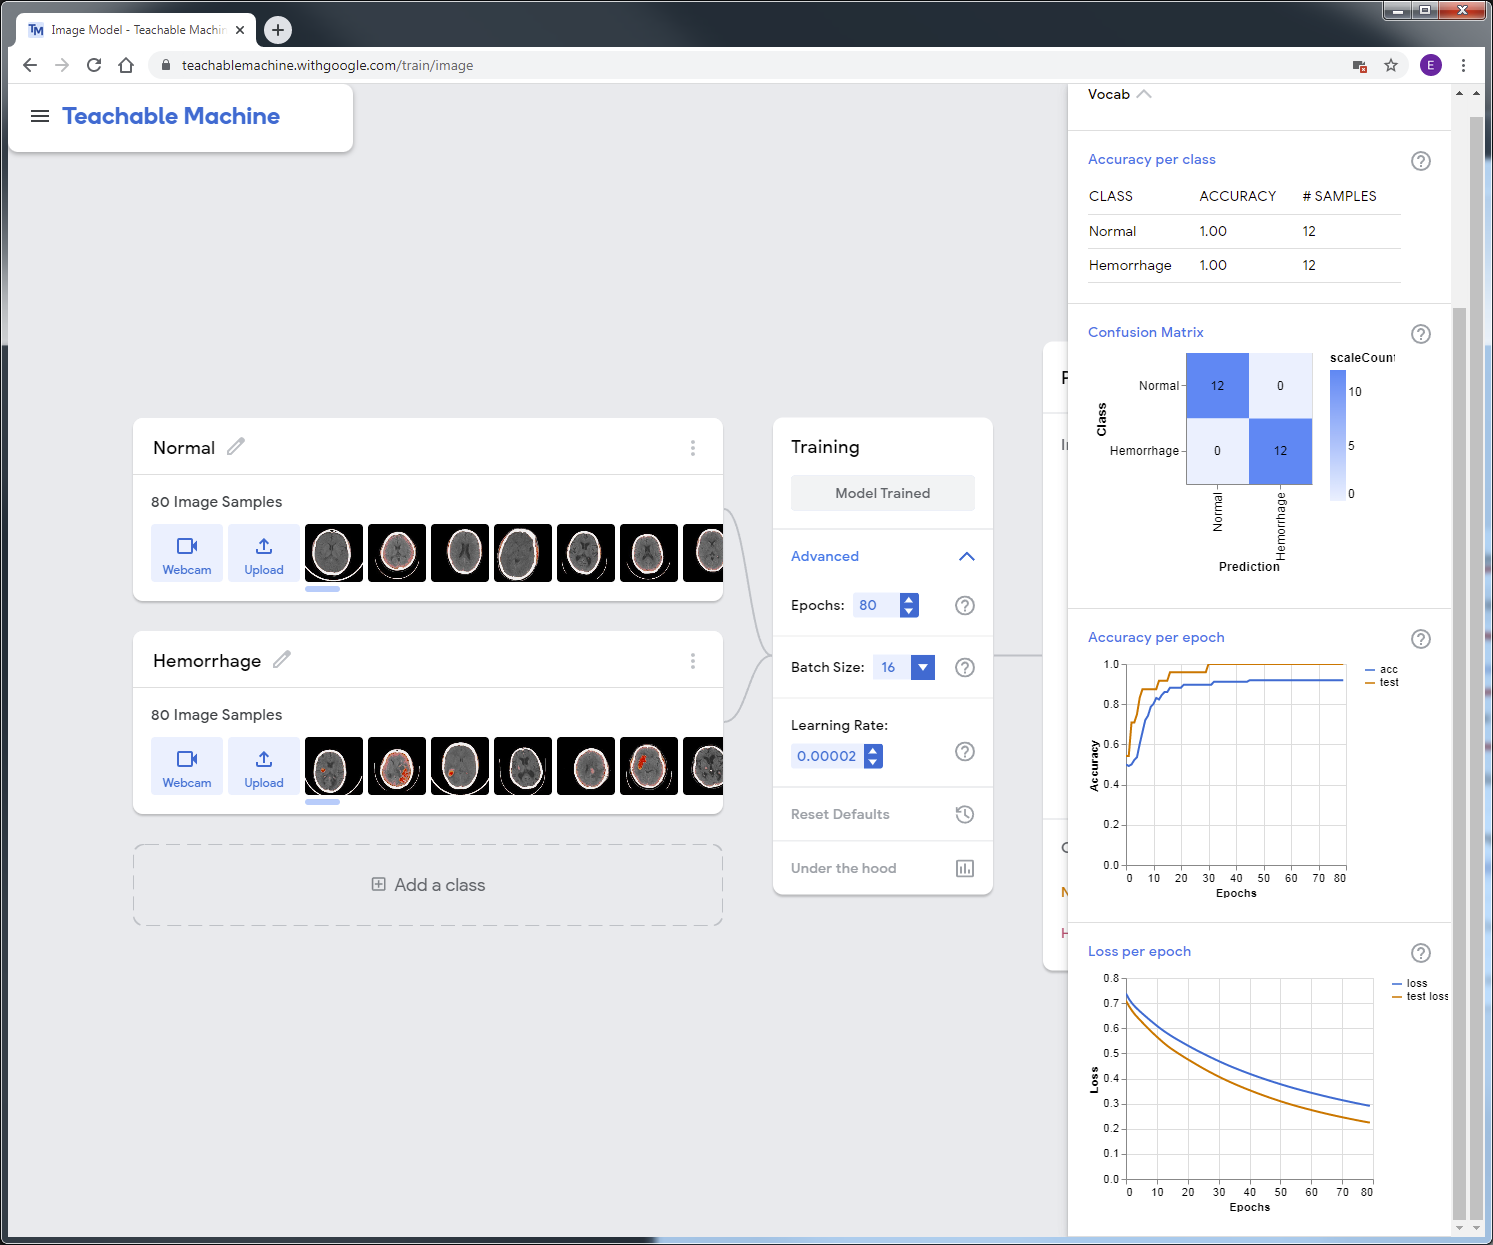 Image Model - Teachable Machin
teachablemachine.withgoogle.com/train/image
E
Teachable Machine
Normal
80 Image Samples
Webcam
Upload
Hemorrhage
80 Image Samples
Webcam
Upload
Add a class
Training
Model Trained
Advanced
Epochs: 80
Batch Size: 16
Learning Rate:
0.00002
Reset Defaults
Under the hood
Vocab
Accuracy per class
CLASS ACCURACY # SAMPLES
Normal 1.00 12
Hemorrhage 1.00 12
Confusion Matrix
Class
Normal 12 0
Hemorrhage 0 12
Normal Hemorrhage
Prediction
scaleCount
10
5
0
Accuracy per epoch
Accuracy
1.0
0.8
0.6
0.4
0.2
0.0
0 10 20 30 40 50 60 70 80
Epochs
acc
test
Loss per epoch
Loss
0.8
0.7
0.6
0.5
0.4
0.3
0.2
0.1
0.0
0 10 20 30 40 50 60 70 80
Epochs
loss
test loss